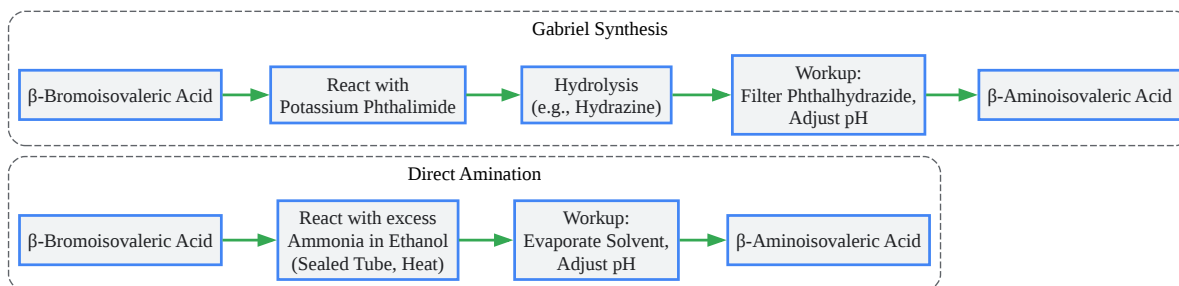 Gabriel Synthesis
β-Bromoisovaleric Acid
React with
Potassium Phthalimide
Hydrolysis
(e.g., Hydrazine)
Workup:
Filter Phthalhydrazide,
Adjust pH
β-Aminoisovaleric Acid
Direct Amination
β-Bromoisovaleric Acid
React with excess
Ammonia in Ethanol
(Sealed Tube, Heat)
Workup:
Evaporate Solvent,
Adjust pH
β-Aminoisovaleric Acid